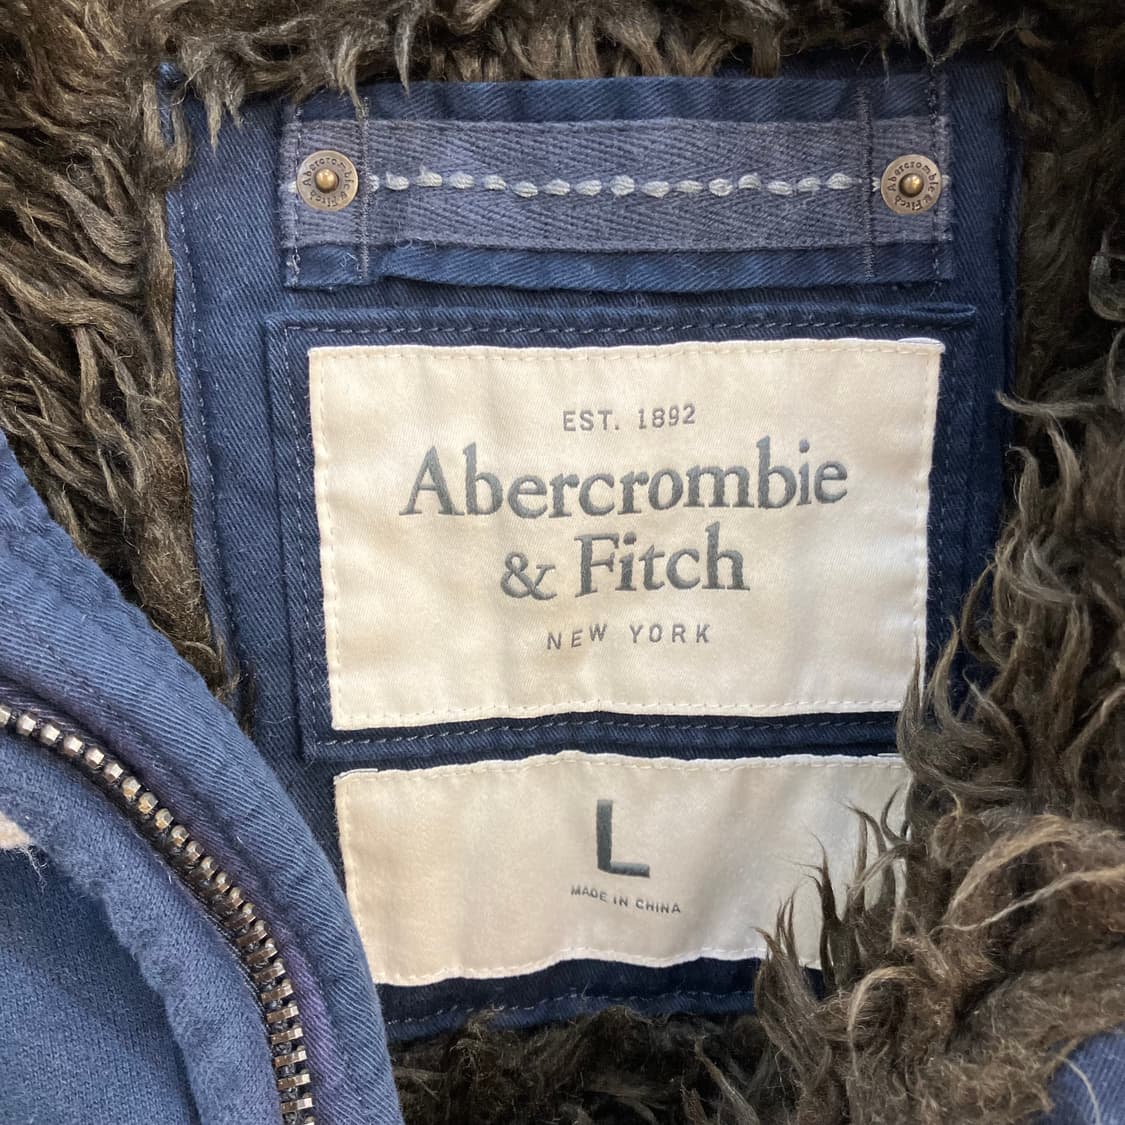 Abercrombie & Fitch
Abercrombie & Fitch
EST. 1892
Abercrombie
& Fitch
NEW YORK
L
MADE IN CHINA